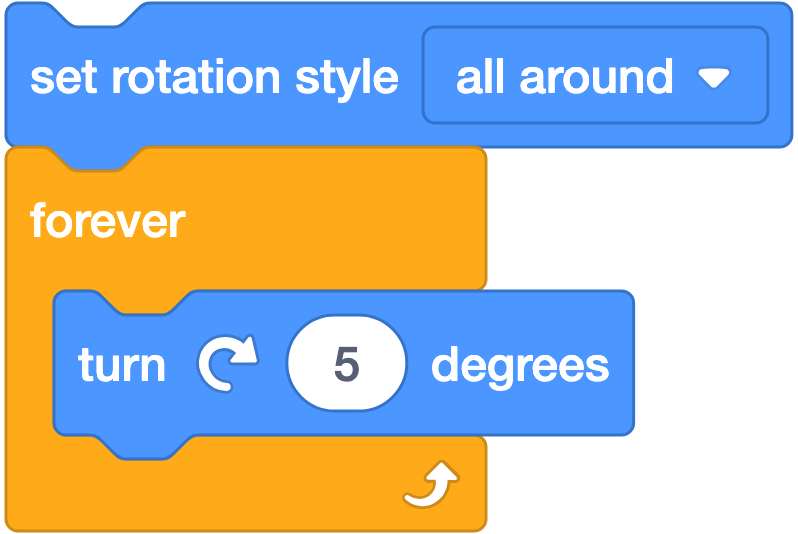 set rotation style all around
forever
turn 5 degrees